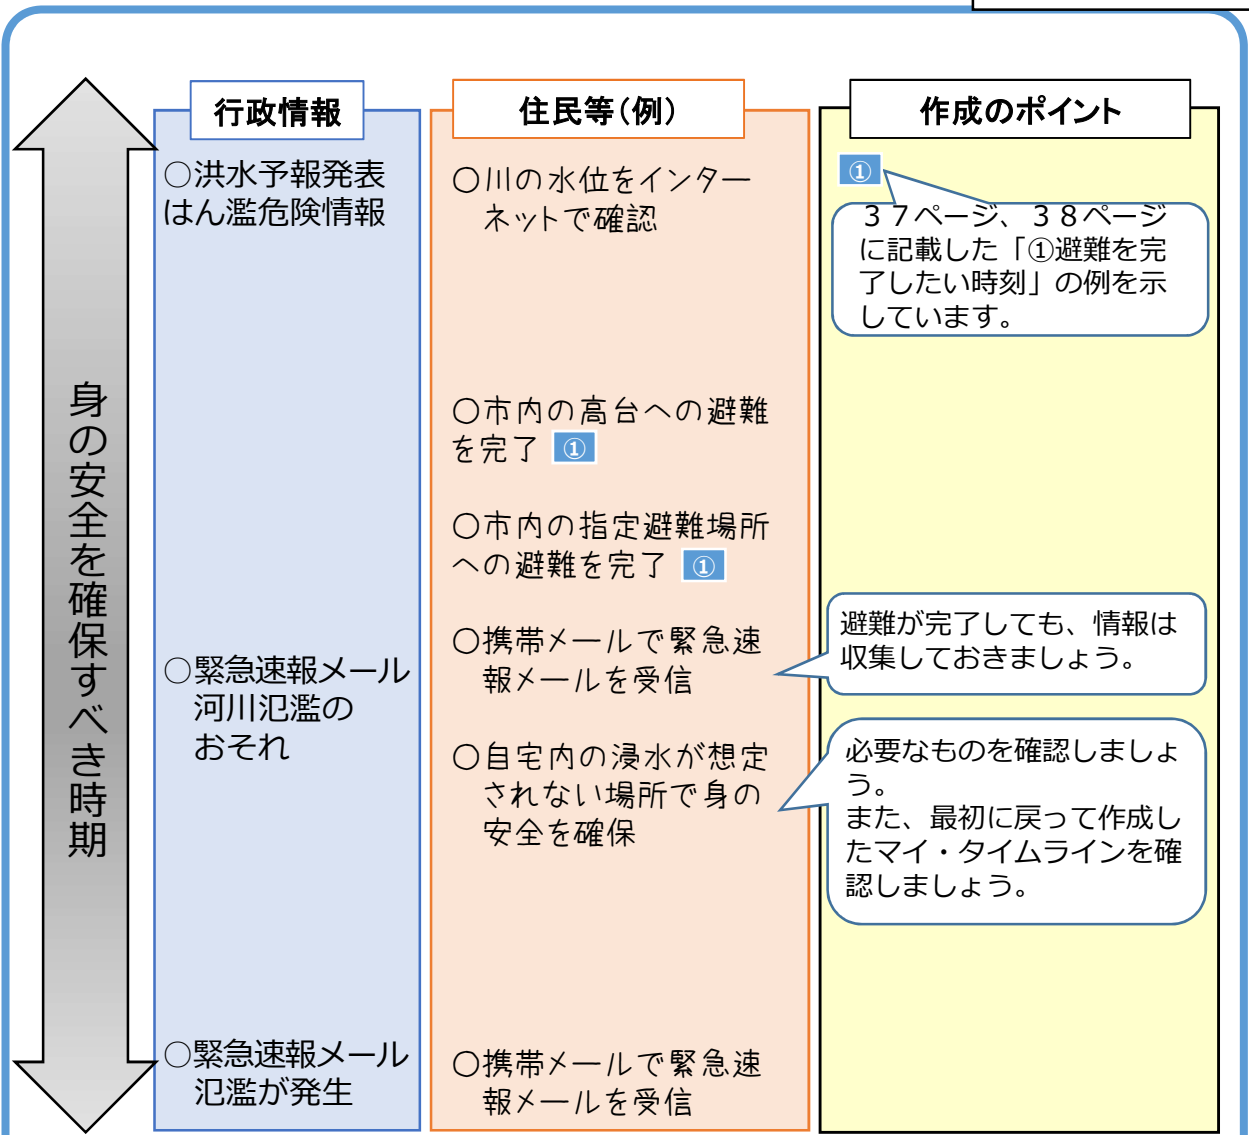 身の安全を確保すべき時期
行政情報
○洪水予報発表
はん濫危険情報
○緊急速報メール
河川氾濫の
おそれ
○緊急速報メール
氾濫が発生
住民等(例)
○川の水位をインター
ネットで確認
○市内の高台への避難
を完了 ①
○市内の指定避難場所
への避難を完了 ①
○携帯メールで緊急速
報メールを受信
○自宅内の浸水が想定
されない場所で身の
安全を確保
○携帯メールで緊急速
報メールを受信
作成のポイント
①
37ページ、38ページ
に記載した「①避難を完
了したい時刻」の例を示
しています。
避難が完了しても、情報は
収集しておきましょう。
必要なものを確認しましょ
う。
また、最初に戻って作成し
たマイ・タイムラインを確
認しましょう。